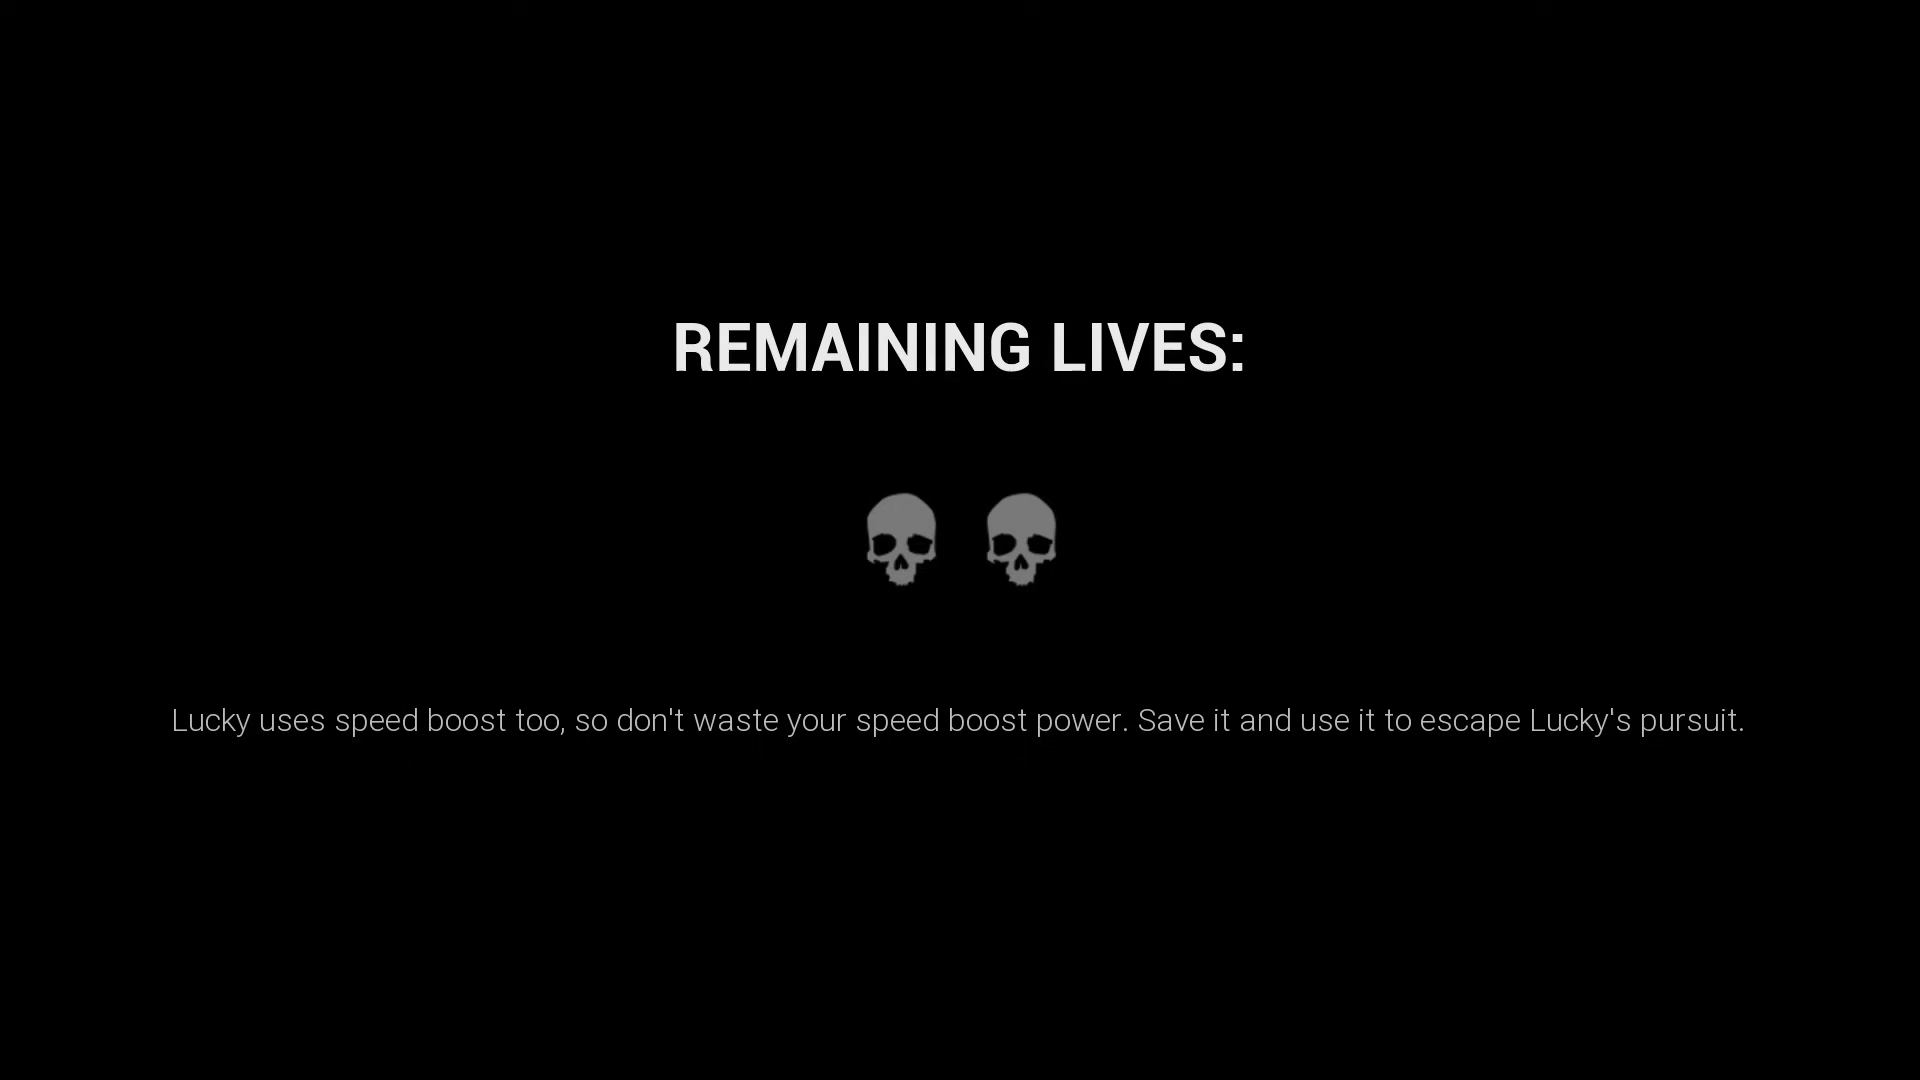 REMAINING LIVES:
Lucky uses speed boost too, so don't waste your speed boost power. Save it and use it to escape Lucky's pursuit.